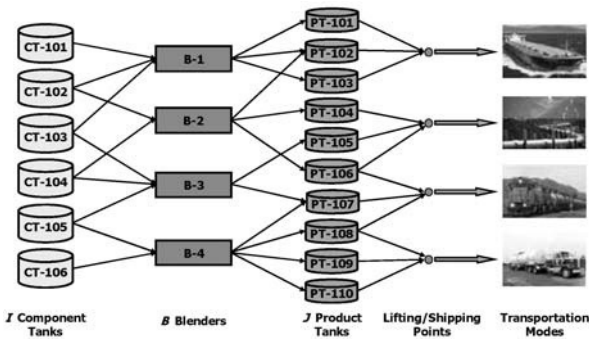 CT-101
CT-102
CT-103
CT-104
CT-105
CT-106
B-1
B-2
B-3
B-4
PT-101
PT-102
PT-103
PT-104
PT-105
PT-106
PT-107
PT-108
PT-109
PT-110
I Component
Tanks
B Blenders
J Product
Tanks
Lifting/Shipping
Points
Transportation
Modes